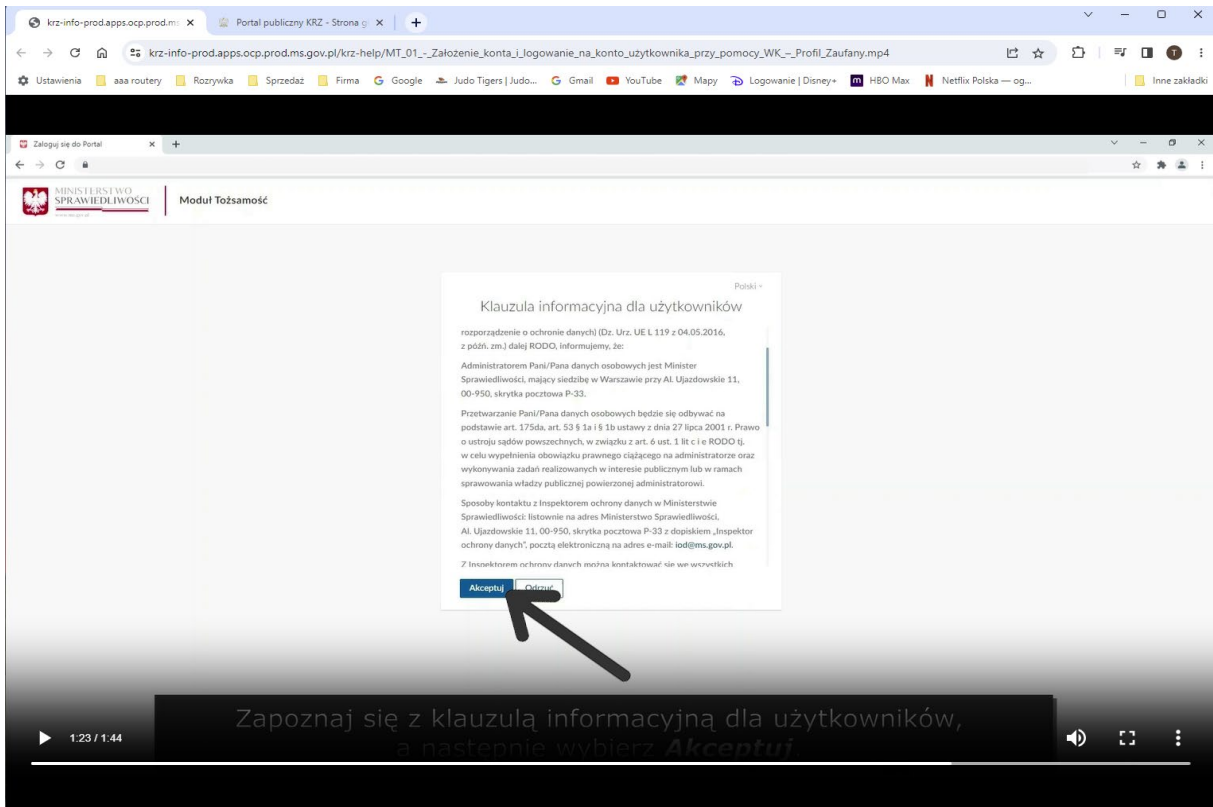 krz-info-prod.apps.ocp.prod.ms
Portal publiczny KRZ - Strona g
krz-info-prod.apps.ocp.prod.ms.gov.pl/krz-help/MT_01_-_Założenie_konta_i_logowanie_na_konto_użytkownika_przy_pomocy_WK_–_Profil_Zaufany.mp4
T
Ustawienia aaa routery Rozrywka Sprzedaż Firma Google Judo Tigers | Judo... Gmail YouTube Mapy Logowanie | Disney+ HBO Max Netflix Polska — og... Inne zakładki
Zaloguj się do Portal
MINISTERSTWO
SPRAWIEDLIWOŚCI
Moduł Tożsamość
Polski
Klauzula informacyjna dla użytkowników
rozporządzenie o ochronie danych) (Dz. Urz. UE L 119 z 04.05.2016,
z późń. zm.) dalej RODO, informujemy, że:
Administratorem Pani/Pana danych osobowych jest Minister
Sprawiedliwości, mający siedzibę w Warszawie przy Al. Ujazdowskie 11,
00-950, skrytka pocztowa P-33.
Przetwarzanie Pani/Pana danych osobowych będzie się odbywać na
podstawie art. 175da, art. 53 § 1a i § 1b ustawy z dnia 27 lipca 2001 r. Prawo
o ustroju sądów powszechnych, w związku z art. 6 ust. 1 lit c i e RODO tj.
w celu wypełnienia obowiązku prawnego ciążącego na administratorze oraz
wykonywania zadań realizowanych w interesie publicznym lub w ramach
sprawowania władzy publicznej powierzonej administratorowi.
Sposoby kontaktu z Inspektorem ochrony danych w Ministerstwie
Sprawiedliwości: listownie na adres Ministerstwo Sprawiedliwości,
Al. Ujazdowskie 11, 00-950, skrytka pocztowa P-33 z dopiskiem „Inspektor
ochrony danych", pocztą elektroniczną na adres e-mail: iod@ms.gov.pl.
Z Inspektorem ochrony danych można kontaktować się we wszystkich
Akceptuj Odrzuć
Zapoznaj się z klauzulą informacyjną dla użytkowników,
a następnie wybierz Akceptuj.
1:23 / 1:44